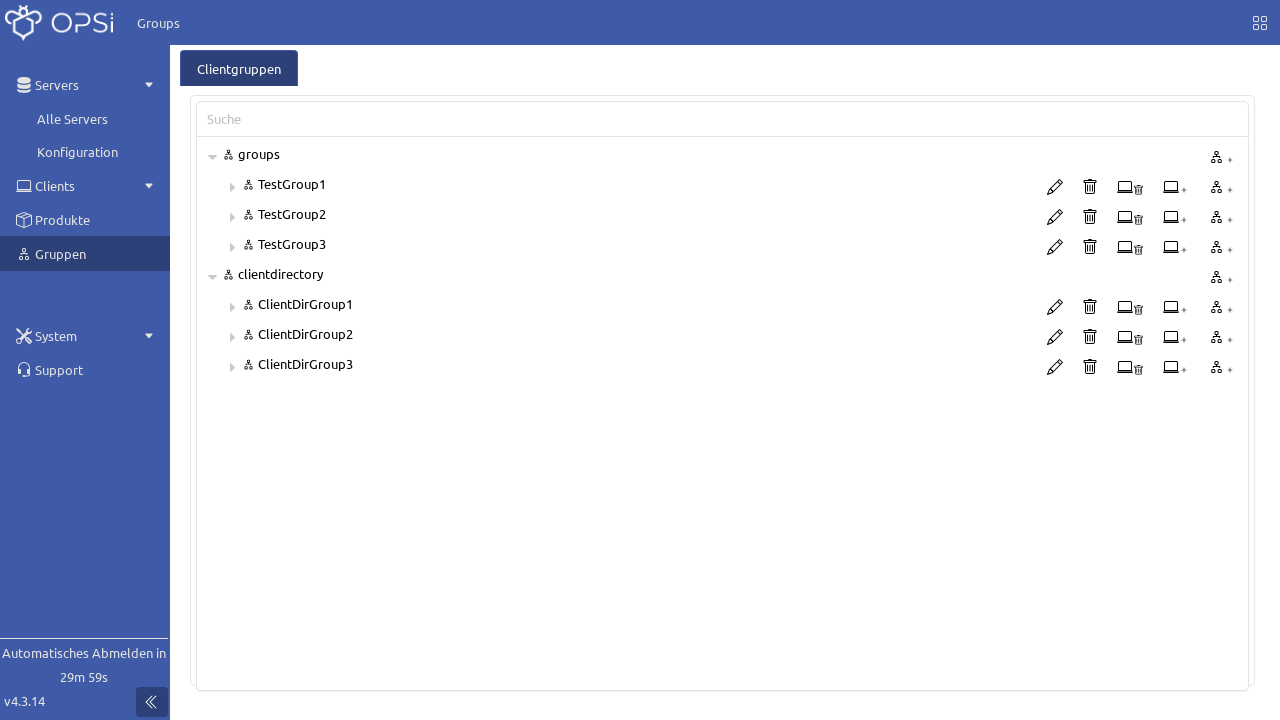 OPSi
Groups
Servers
Alle Servers
Konfiguration
Clients
Produkte
Gruppen
System
Support
Automatisches Abmelden in
29m 59s
v4.3.14
Clientgruppen
Suche
groups
TestGroup1
TestGroup2
TestGroup3
clientdirectory
ClientDirGroup1
ClientDirGroup2
ClientDirGroup3